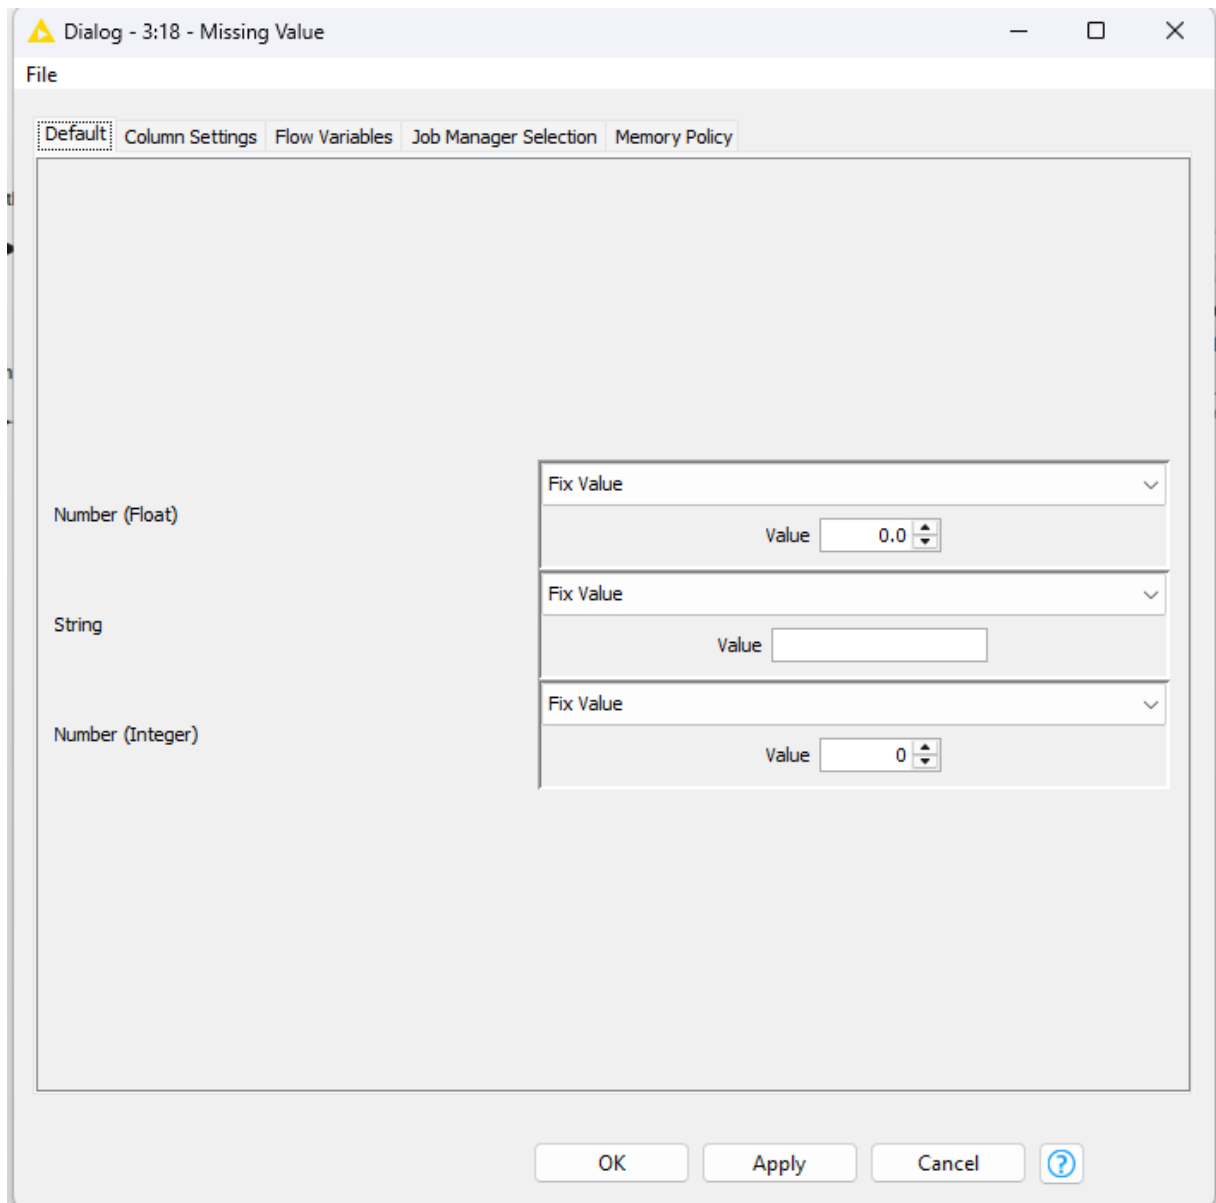 Dialog - 3:18 - Missing Value
File
Default Column Settings Flow Variables Job Manager Selection Memory Policy
Fix Value
Number (Float)
Value 0.0
Fix Value
String
Value
Fix Value
Number (Integer)
Value 0
OK Apply Cancel ?